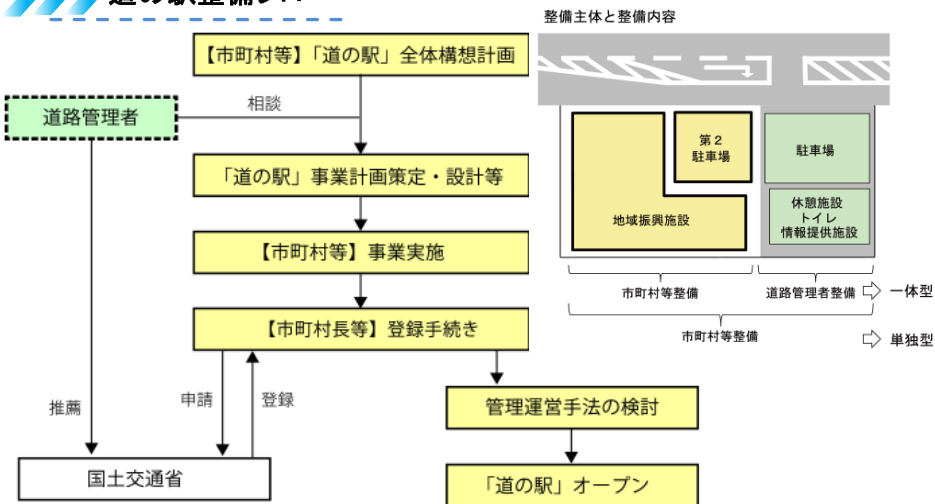 整備主体と整備内容
【市町村等】「道の駅」全体構想計画
道路管理者
相談
「道の駅」事業計画策定・設計等
【市町村等】事業実施
【市町村長等】登録手続き
推薦
申請
登録
国土交通省
管理運営手法の検討
「道の駅」オープン
第２
駐車場
駐車場
地域振興施設
休憩施設
トイレ
情報提供施設
市町村等整備
道路管理者整備
一体型
市町村等整備
単独型